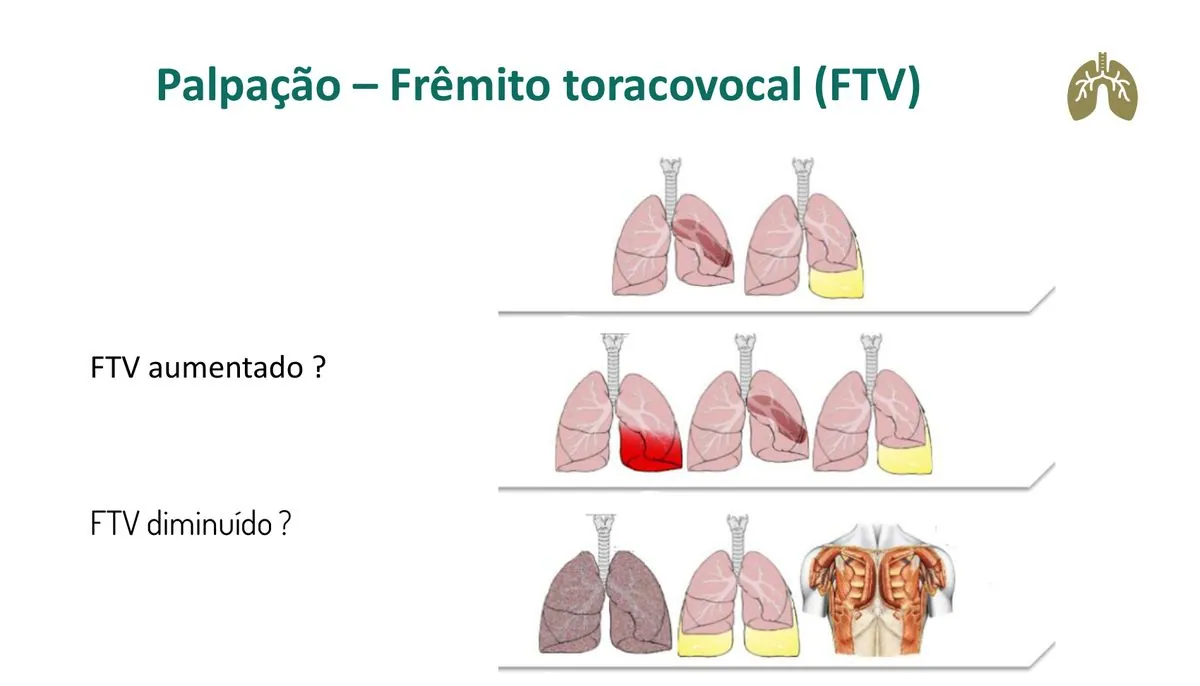 Palpação – Frêmito toracovocal (FTV)
FTV aumentado ?
FTV diminuído ?